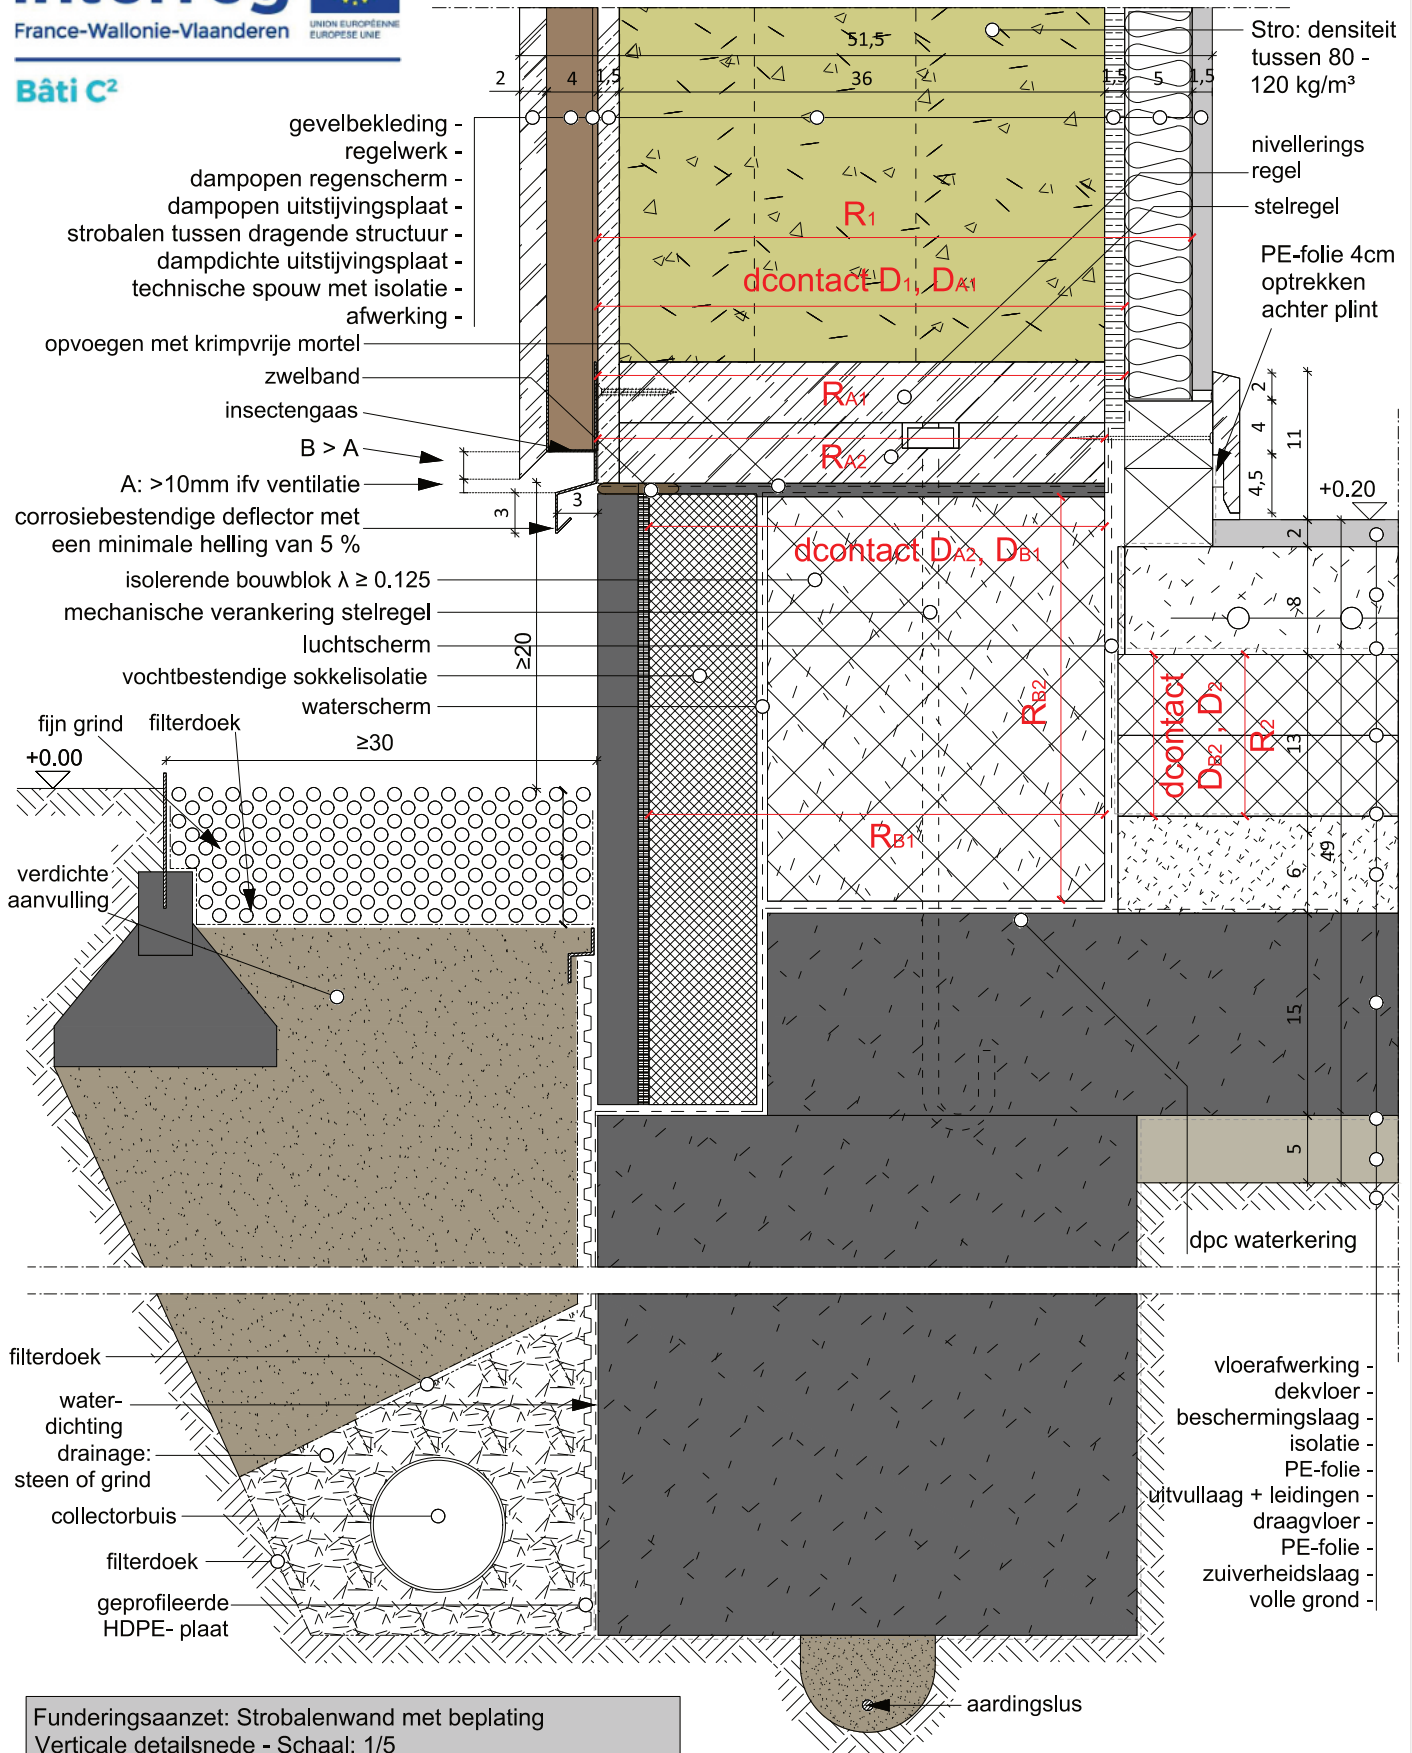 Interreg
France-Wallonie-Vlaanderen
UNION EUROPÉENNE
EUROPESE UNIE
Bâti C²
51,5
2
4
1,5
36
1,5
5
1,5
Stro: densiteit
tussen 80 -
120 kg/m³
gevelbekleding -
regelwerk -
dampopen regenscherm -
dampopen uitstijvingsplaat -
strobalen tussen dragende structuur -
dampdichte uitstijvingsplaat -
technische spouw met isolatie -
afwerking -
nivellerings
regel
stelregel
PE-folie 4cm
optrekken
achter plint
R1
dcontact D1, DA1
opvoegen met krimpvrije mortel
zwelband
insectengaas
B > A
A: >10mm ifv ventilatie
corrosiebestendige deflector met
een minimale helling van 5 %
isolerende bouwblok λ ≥ 0.125
mechanische verankering stelregel
luchtscherm
vochtbestendige sokkelisolatie
waterscherm
RA1
RA2
3
3
2
4
4,5
11
+0.20
dcontact DA2, DB1
RB2
RB1
dcontact
DB2 , D2
R2
2
8
13
6
49
15
5
≥20
≥30
fijn grind
filterdoek
+0.00
verdichte
aanvulling
dpc waterkering
filterdoek
water-
dichting
drainage:
steen of grind
collectorbuis
filterdoek
geprofileerde
HDPE- plaat
vloerafwerking -
dekvloer -
beschermingslaag -
isolatie -
PE-folie -
uitvullaag + leidingen -
draagvloer -
PE-folie -
zuiverheidslaag -
volle grond -
aardingslus
Funderingsaanzet: Strobalenwand met beplating
Verticale detailsnede - Schaal: 1/5